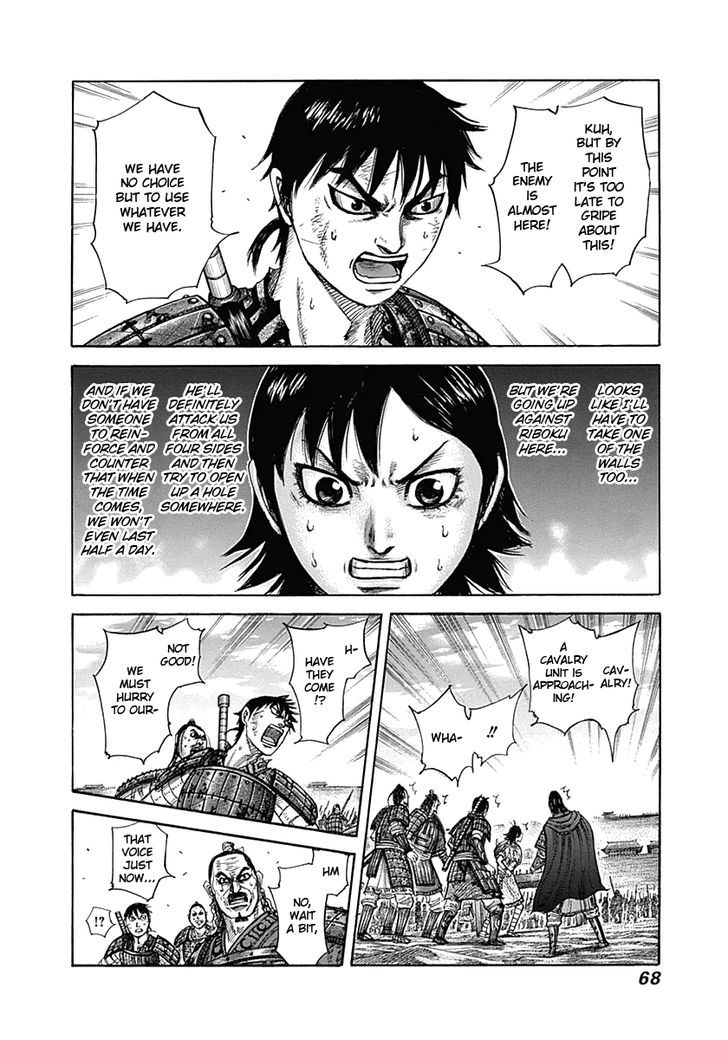 KUH,
BUT BY
THIS
POINT
IT'S TOO
LATE TO
GRIPE
ABOUT
THIS!
THE
ENEMY
IS
ALMOST
HERE!
WE HAVE
NO CHOICE
BUT TO USE
WHATEVER
WE HAVE.
LOOKS
LIKE I'LL
HAVE TO
TAKE ONE
OF THE
WALLS
TOO...
BUT WE'RE
GOING UP
AGAINST
RIBOKU
HERE...
HE'LL
DEFINITELY
ATTACK US
FROM ALL
FOUR SIDES
AND THEN
TRY TO OPEN
UP A HOLE
SOMEWHERE.
AND IF WE
DON'T HAVE
SOMEONE
TO REIN-
FORCE AND
COUNTER
THAT WHEN
THE TIME
COMES,
WE WON'T
EVEN LAST
HALF A DAY.
CAV-
ALRY!
A
CAVALRY
UNIT IS
APPROACH-
ING!
!!
WHA-
H-
HAVE
THEY
COME
!?
NOT
GOOD!
WE
MUST
HURRY
TO OUR-
HM
NO,
WAIT
A BIT,
THAT
VOICE
JUST
NOW...
!?
68